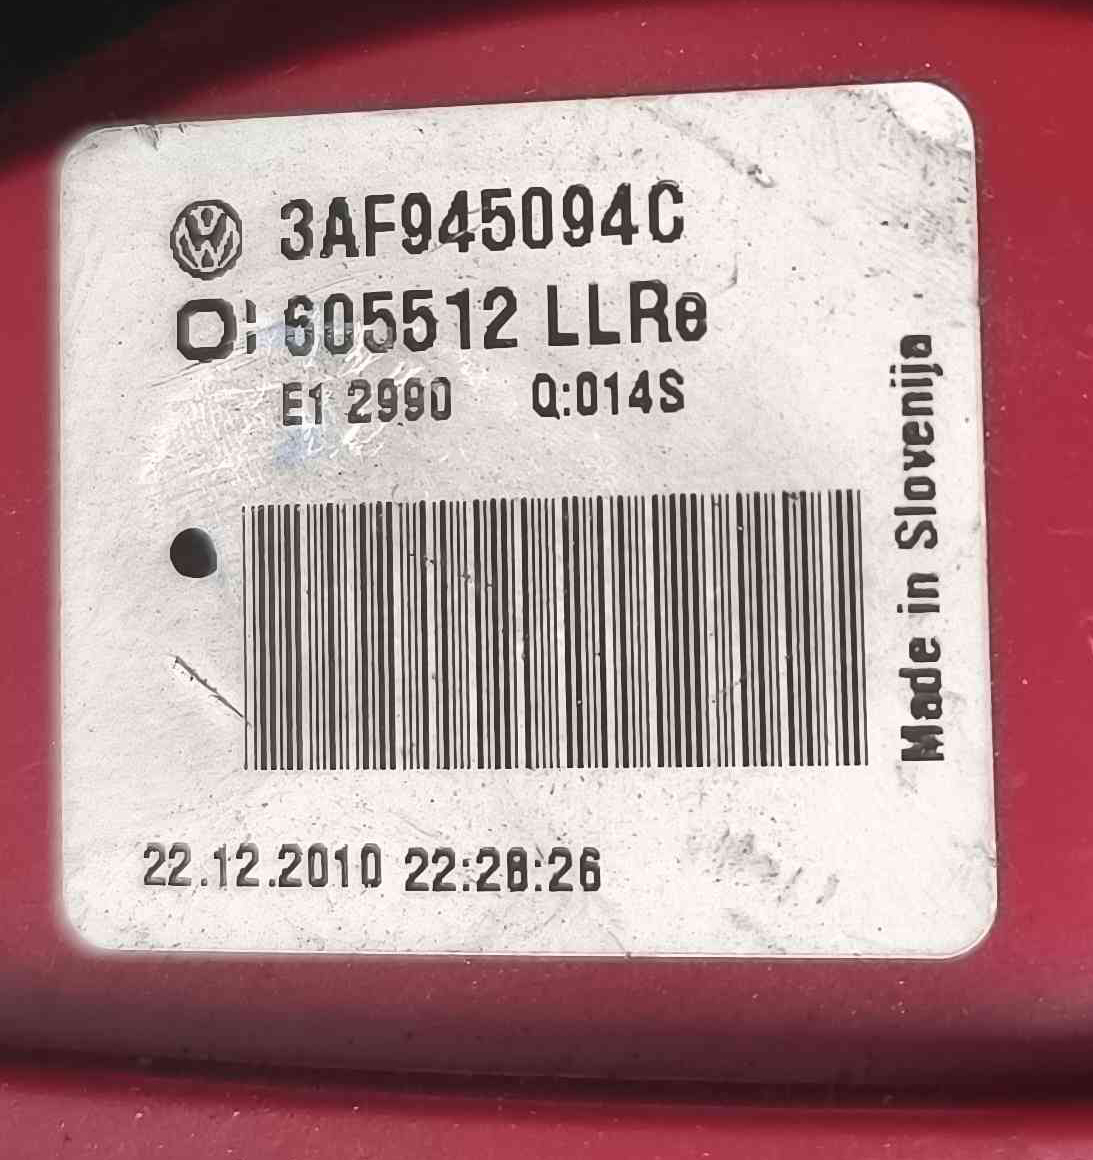 3AF945094C
605512 LLRe
E1 2990 Q:014S
Made in Slovenija
22.12.2010 22:28:26